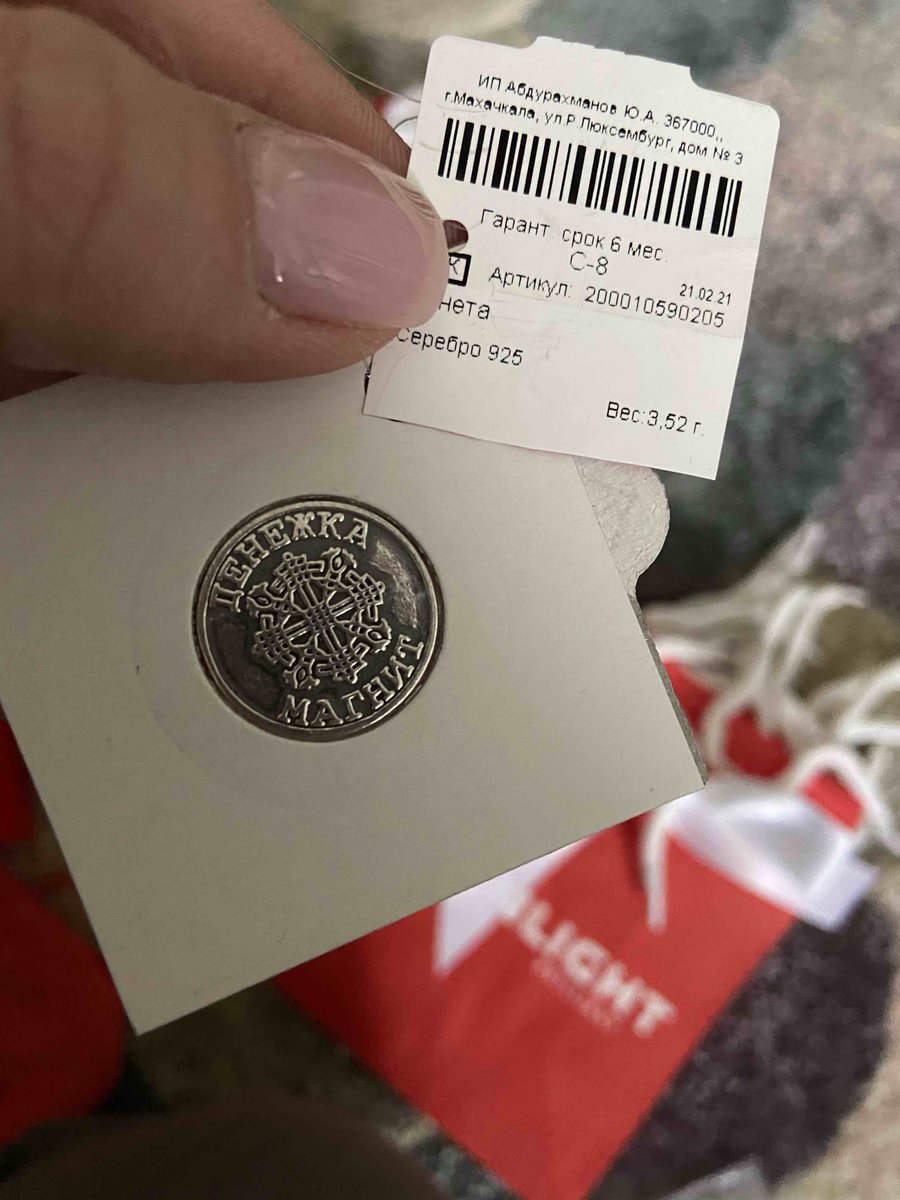 ИП Абдурахманов Ю.А. 367000,,
г.Махачкала, ул.Р.Люксембург, дом № 3
Гарант. срок 6 мес.
С-8
21.02.21
Артикул: 200010590205
нета
Серебро 925
Вес:3,52 г.
ДЕНЕЖКА
МАГНИТ
LIGHT